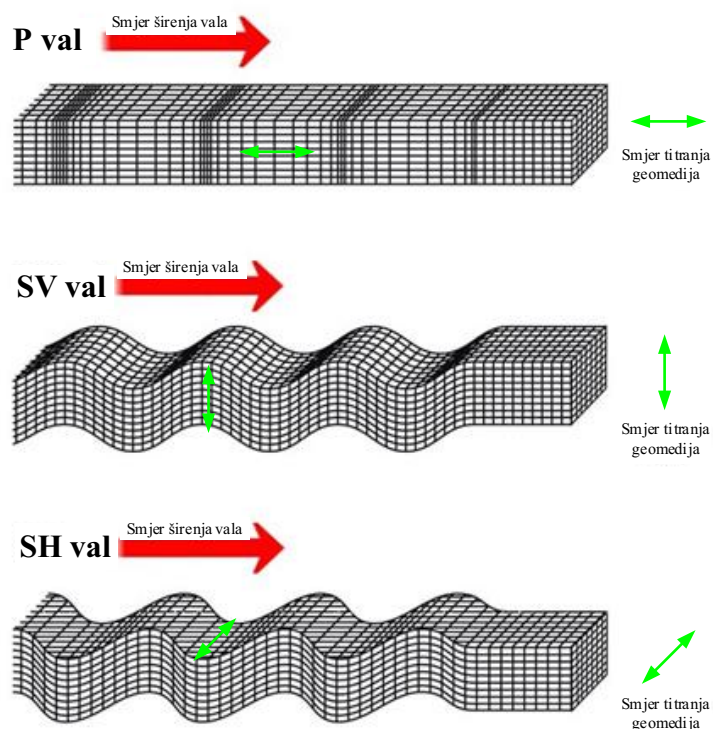 Smjer širenja vala
P val
Smjer titranja
geomedija
Smjer širenja vala
SV val
Smjer titranja
geomedija
Smjer širenja vala
SH val
Smjer titranja
geomedija